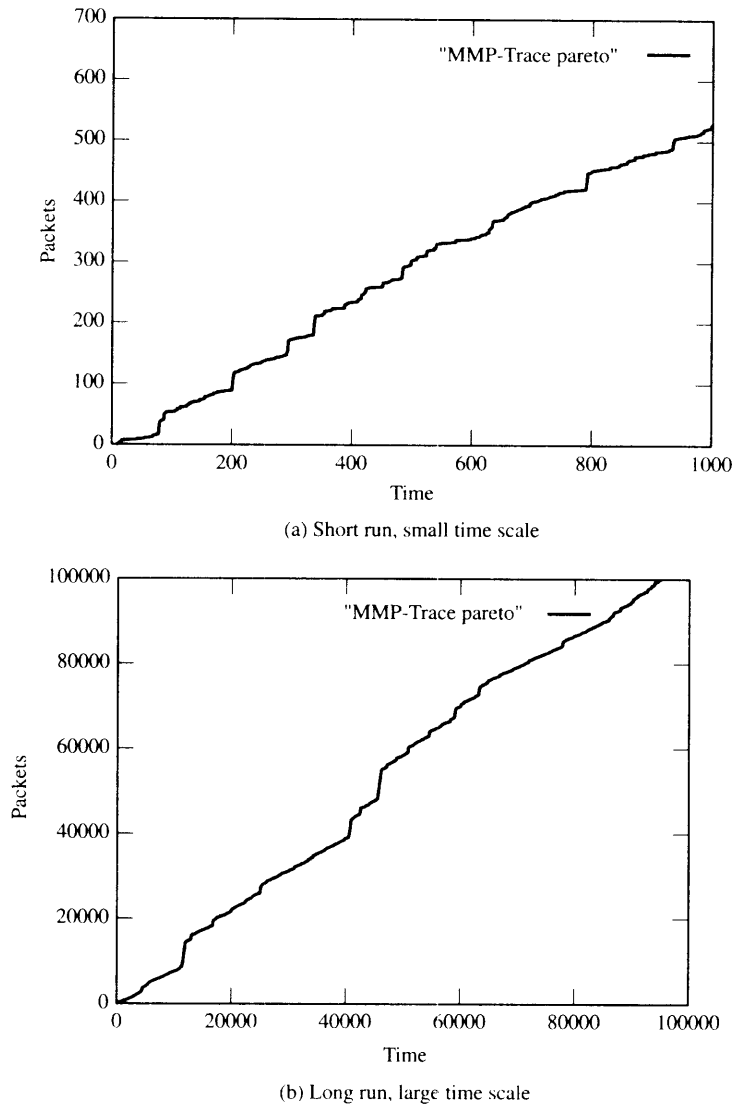 700
600
500
400
300
200
100
0
Packets
"MMP-Trace pareto"
0 200 400 600 800 1000
Time
(a) Short run, small time scale
100000
80000
60000
40000
20000
0
Packets
"MMP-Trace pareto"
0 20000 40000 60000 80000 100000
Time
(b) Long run, large time scale